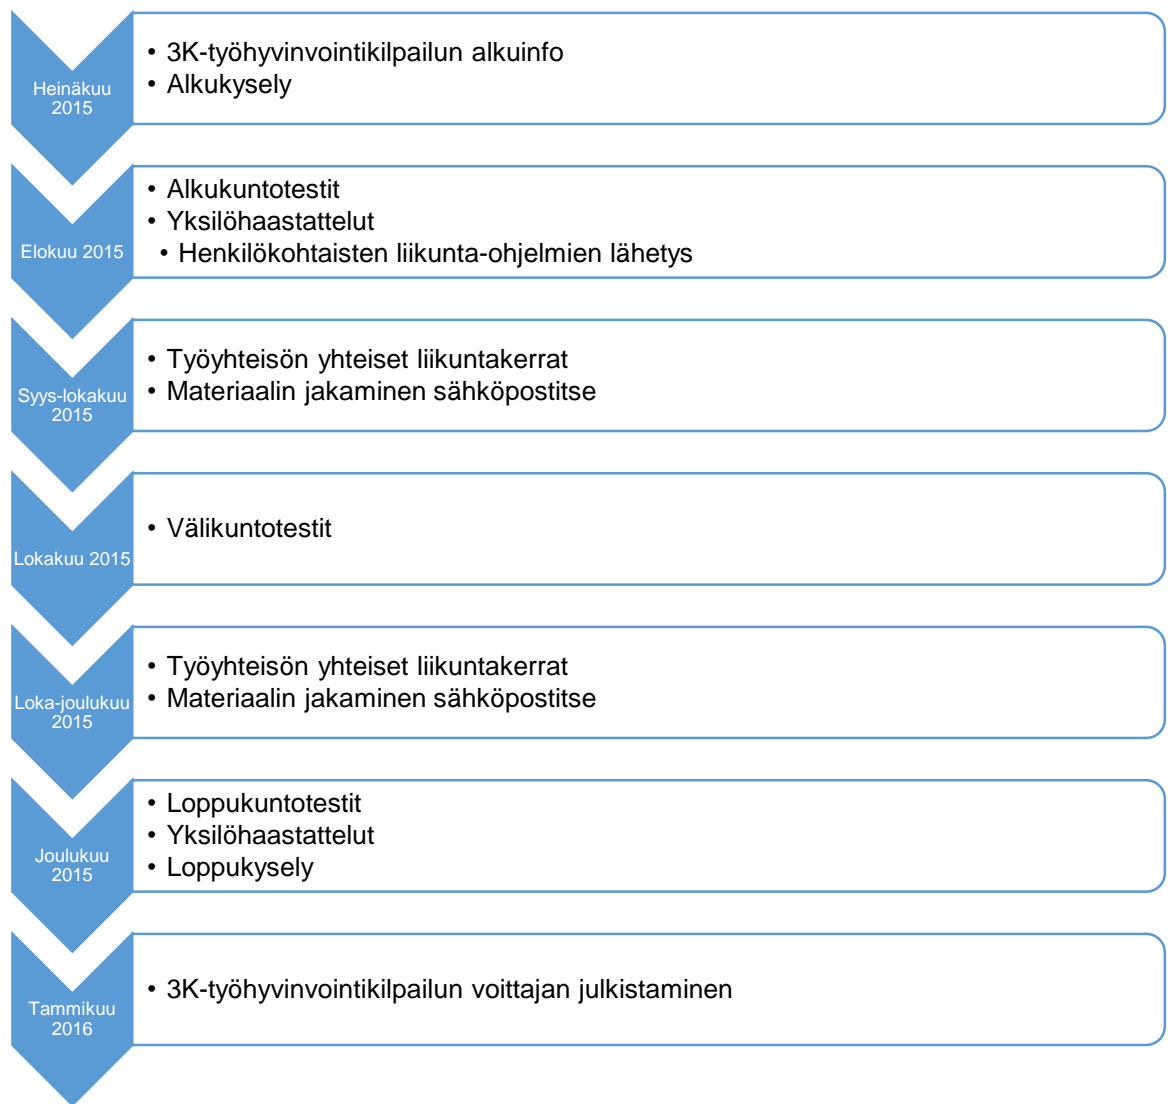 Heinäkuu
2015
• 3K-työhyvinvointikilpailun alkuinfo
• Alkukysely
Elokuu 2015
• Alkukuntotestit
• Yksilöhaastattelut
• Henkilökohtaisten liikunta-ohjelmien lähetys
Syys-lokakuu
2015
• Työyhteisön yhteiset liikuntakerrat
• Materiaalin jakaminen sähköpostitse
Lokakuu 2015
• Välikuntotestit
Loka-joulukuu
2015
• Työyhteisön yhteiset liikuntakerrat
• Materiaalin jakaminen sähköpostitse
Joulukuu
2015
• Loppukuntotestit
• Yksilöhaastattelut
• Loppukysely
Tammikuu
2016
• 3K-työhyvinvointikilpailun voittajan julkistaminen